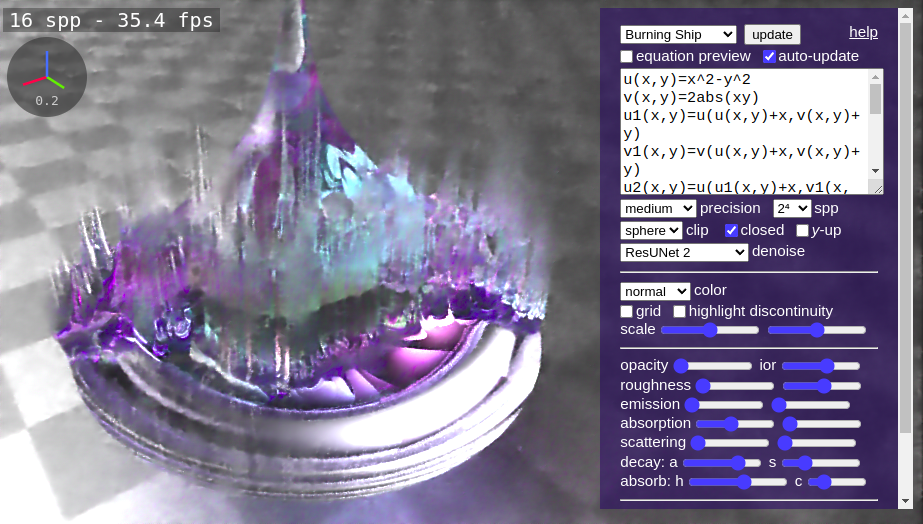 16 spp - 35.4 fps
0.2
Burning Ship update help
equation preview auto-update
u(x,y)=x^2-y^2
v(x,y)=2abs(xy)
u1(x,y)=u(u(x,y)+x,v(x,y)+
y)
v1(x,y)=v(u(x,y)+x,v(x,y)+
y)
u2(x,y)=u(u1(x,y)+x,v1(x,
medium precision 2⁴ spp
sphere clip closed y-up
ResUNet 2 denoise
normal color
grid highlight discontinuity
scale
opacity ior
roughness
emission
absorption
scattering
decay: a s
absorb: h c